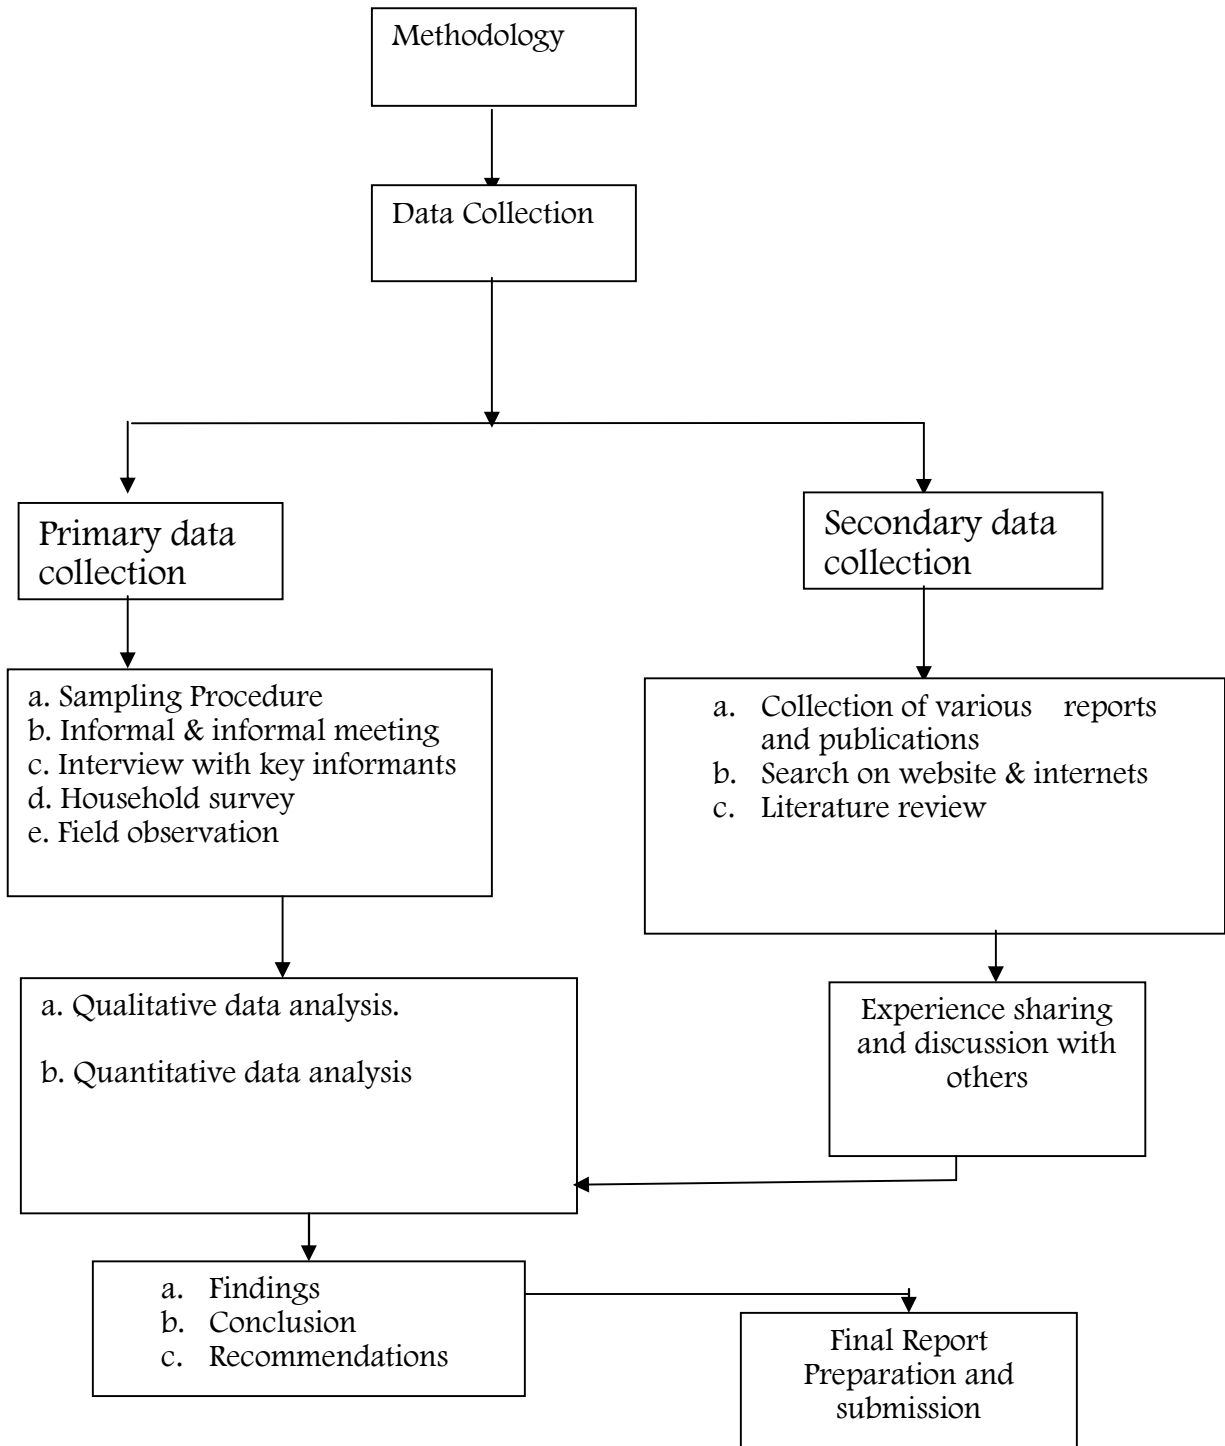 Methodology
Data Collection
Primary data
collection
Secondary data
collection
a. Sampling Procedure
b. Informal & informal meeting
c. Interview with key informants
d. Household survey
e. Field observation
a. Collection of various reports
and publications
b. Search on website & internets
c. Literature review
a. Qualitative data analysis.
b. Quantitative data analysis
Experience sharing
and discussion with
others
a. Findings
b. Conclusion
c. Recommendations
Final Report
Preparation and
submission